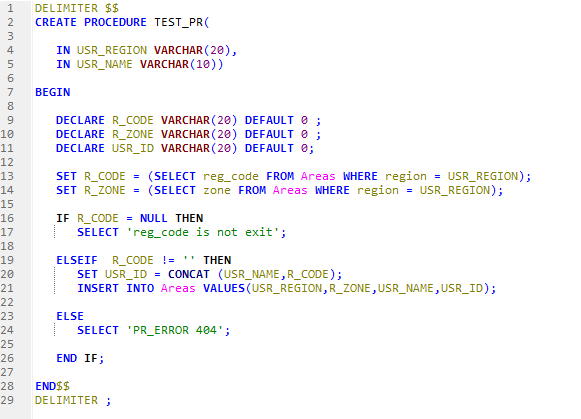 1 DELIMITER $$
2 CREATE PROCEDURE TEST_PR(
3
4 IN USR_REGION VARCHAR(20),
5 IN USR_NAME VARCHAR(10))
6
7 BEGIN
8
9 DECLARE R_CODE VARCHAR(20) DEFAULT 0 ;
10 DECLARE R_ZONE VARCHAR(20) DEFAULT 0 ;
11 DECLARE USR_ID VARCHAR(20) DEFAULT 0;
12
13 SET R_CODE = (SELECT reg_code FROM Areas WHERE region = USR_REGION);
14 SET R_ZONE = (SELECT zone FROM Areas WHERE region = USR_REGION);
15
16 IF R_CODE = NULL THEN
17 SELECT 'reg_code is not exit';
18
19 ELSEIF  R_CODE != '' THEN
20 SET USR_ID = CONCAT (USR_NAME,R_CODE);
21 INSERT INTO Areas VALUES(USR_REGION,R_ZONE,USR_NAME,USR_ID);
22
23 ELSE
24 SELECT 'PR_ERROR 404';
25
26 END IF;
27
28 END$$
29 DELIMITER ;